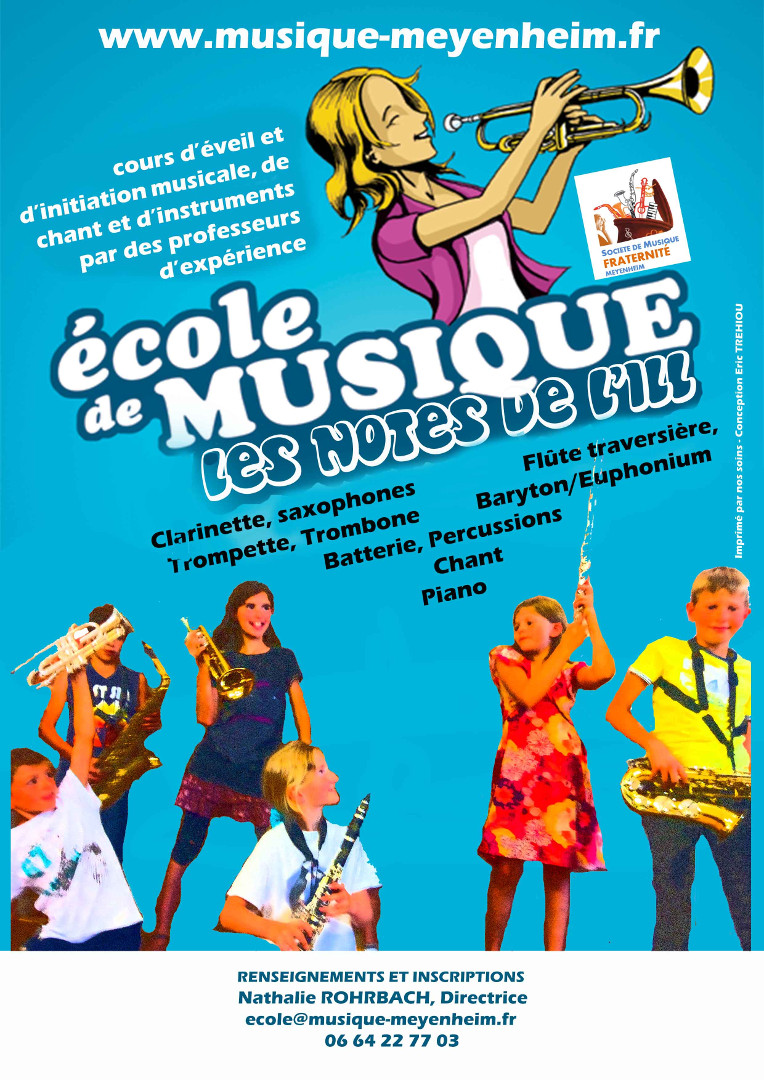 www.musique-meyenheim.fr
cours d'éveil et
d'initiation musicale, de
chant et d'instruments
par des professeurs
d'expérience
SOCIETE DE MUSIQUE
FRATERNITÉ
MEYENHEIM
école
de MUSIQUE
LES NOTES DE L'ILL
Clarinette, saxophones
Trompette, Trombone
Flûte traversière,
Baryton/Euphonium
Batterie, Percussions
Chant
Piano
Imprimé par nos soins - Conception Eric TREHIOU
RENSEIGNEMENTS ET INSCRIPTIONS
Nathalie ROHRBACH, Directrice
ecole@musique-meyenheim.fr
06 64 22 77 03